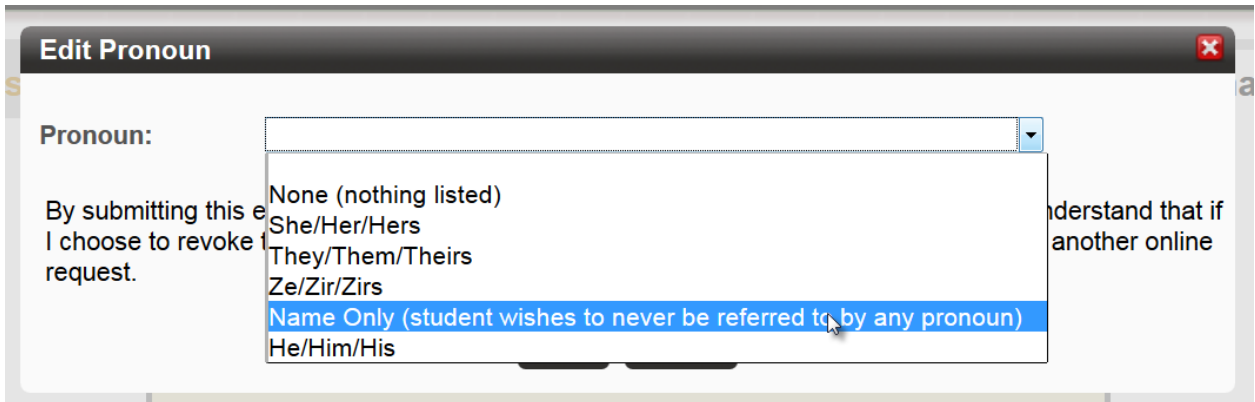 Edit Pronoun
Pronoun:
None (nothing listed)
She/Her/Hers
They/Them/Theirs
Ze/Zir/Zirs
Name Only (student wishes to never be referred to by any pronoun)
He/Him/His
By submitting this
that if
I choose to revoke
another online
request.